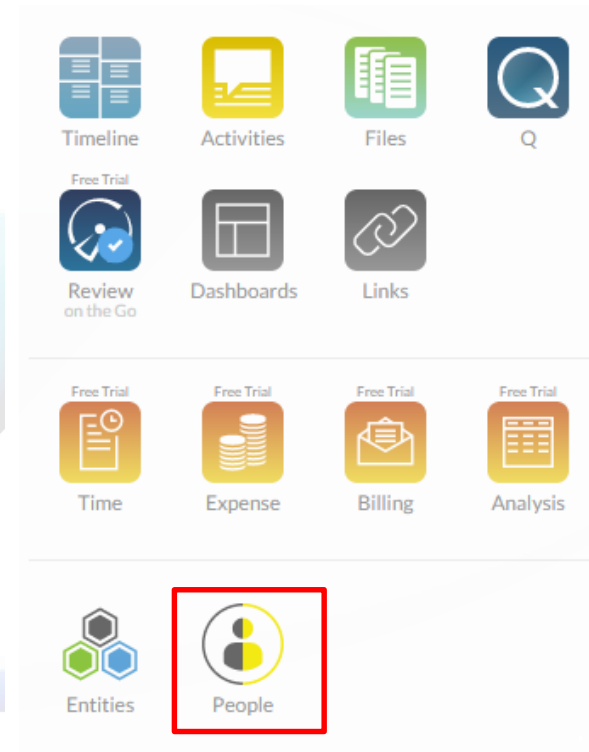 Timeline Activities Files Q
Free Trial
Review Dashboards Links
on the Go
Free Trial Free Trial Free Trial Free Trial
Time Expense Billing Analysis
Entities People